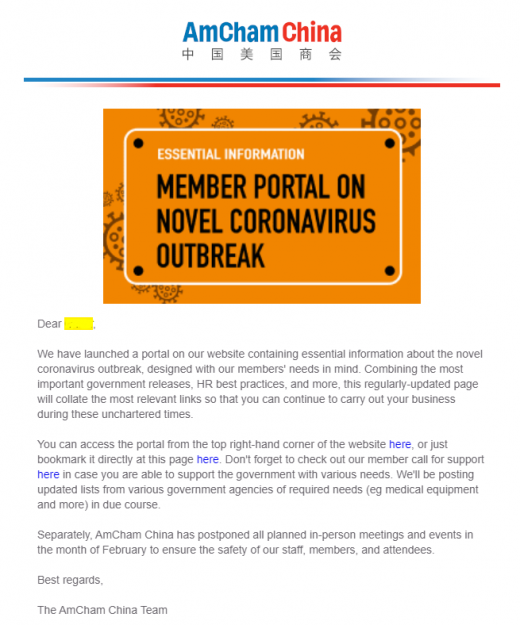 AmCham China
中国美国商会
ESSENTIAL INFORMATION
MEMBER PORTAL ON
NOVEL CORONAVIRUS
OUTBREAK
Dear
We have launched a portal on our website containing essential information about the novel
coronavirus outbreak, designed with our members' needs in mind. Combining the most
important government releases, HR best practices, and more, this regularly-updated page
will collate the most relevant links so that you can continue to carry out your business
during these unchartered times.
You can access the portal from the top right-hand corner of the website here, or just
bookmark it directly at this page here. Don't forget to check out our member call for support
here in case you are able to support the government with various needs. We'll be posting
updated lists from various government agencies of required needs (eg medical equipment
and more) in due course.
Separately, AmCham China has postponed all planned in-person meetings and events in
the month of February to ensure the safety of our staff, members, and attendees.
Best regards,
The AmCham China Team